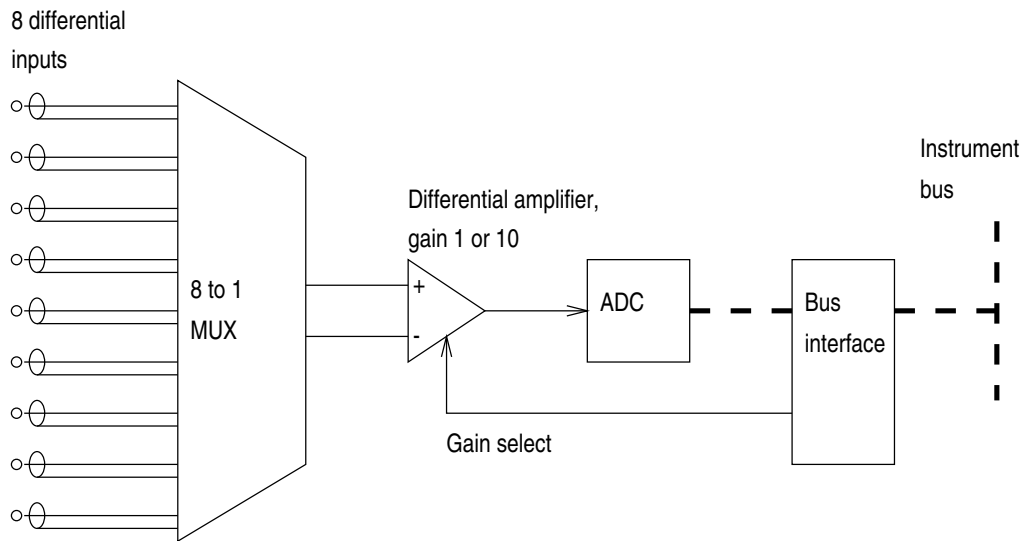 8 differential
inputs
Instrument
bus
Differential amplifier,
gain 1 or 10
8 to 1
MUX
+
-
ADC
Bus
interface
Gain select